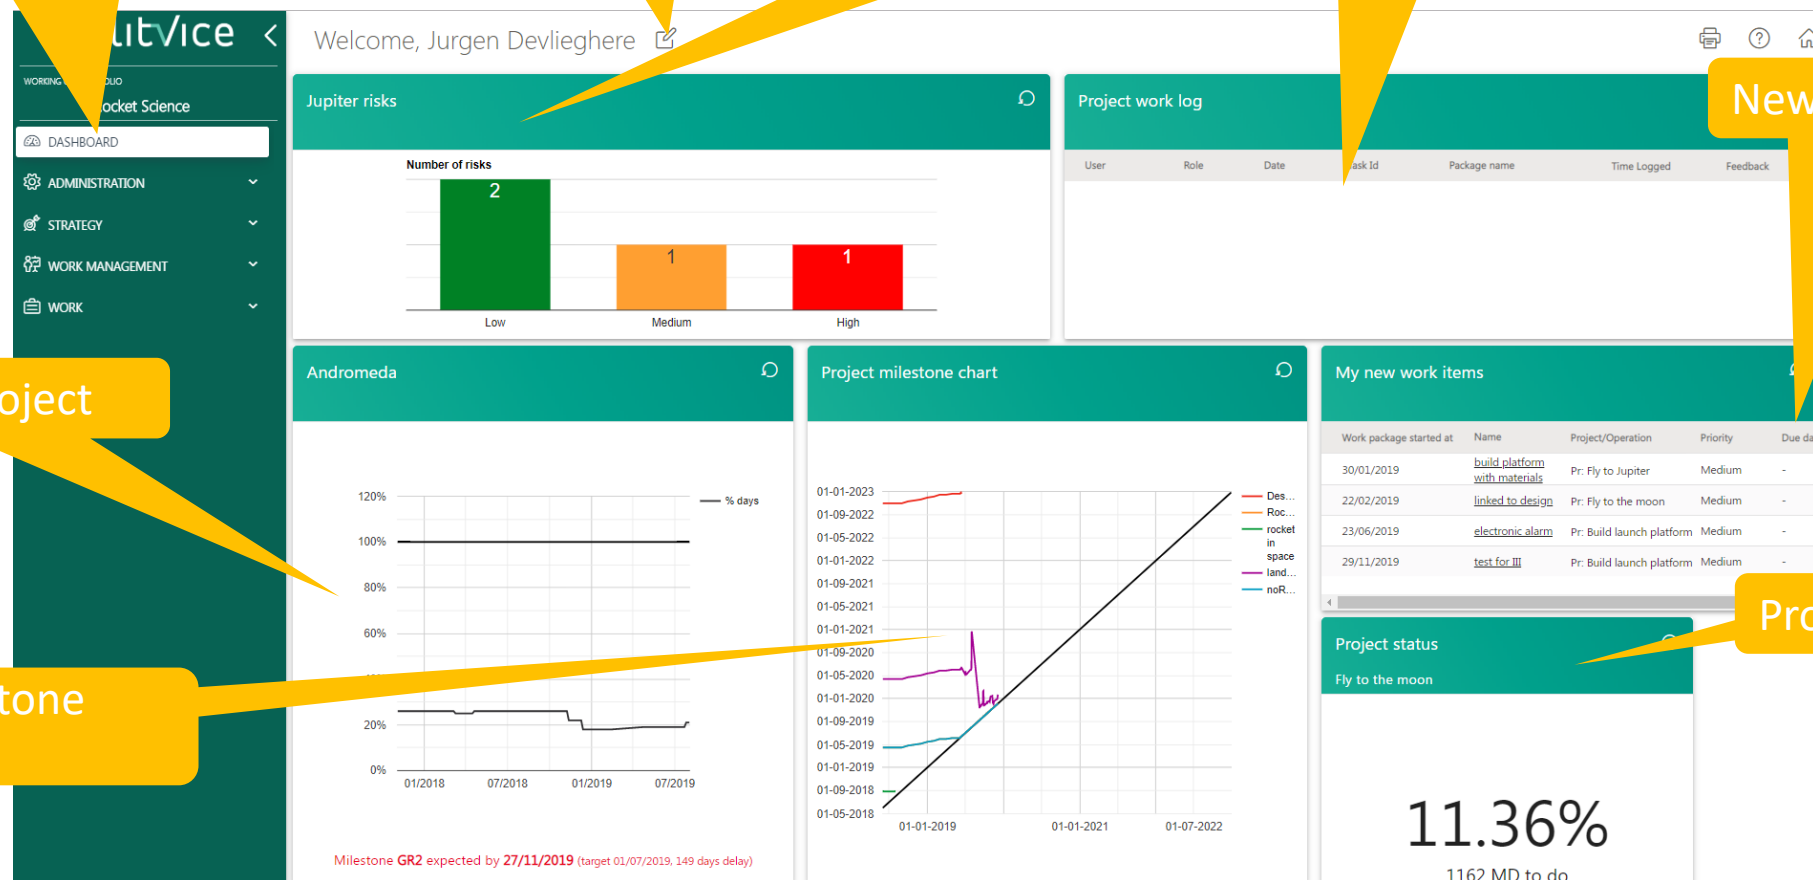 Welcome, Jurgen Devlieghere
WORKING
Rocket Science
DASHBOARD
ADMINISTRATION
STRATEGY
WORK MANAGEMENT
WORK
Jupiter risks
Number of risks
2
1
1
Low Medium High
Project work log
User Role Date Task Id Package name Time Logged Feedback
New
Andromeda
120%
100%
80%
60%
20%
0%
% days
01/2018 07/2018 01/2019 07/2019
Milestone GR2 expected by 27/11/2019 (target 01/07/2019, 149 days delay)
Project milestone chart
01-01-2023
01-09-2022
01-05-2022
01-01-2022
01-09-2021
01-05-2021
01-01-2021
01-09-2020
01-05-2020
01-01-2020
01-09-2019
01-05-2019
01-01-2019
01-09-2018
01-05-2018
01-01-2019 01-01-2021 01-07-2022
Des...
Roc...
rocket
in
space
land...
noR...
My new work items
Work package started at Name Project/Operation Priority Due da
30/01/2019 build platform with materials Pr: Fly to Jupiter Medium -
22/02/2019 linked to design Pr: Fly to the moon Medium -
23/06/2019 electronic alarm Pr: Build launch platform Medium -
29/11/2019 test for III Pr: Build launch platform Medium -
Project status
Fly to the moon
11.36%
1162 MD to do
oject
tone
Pro